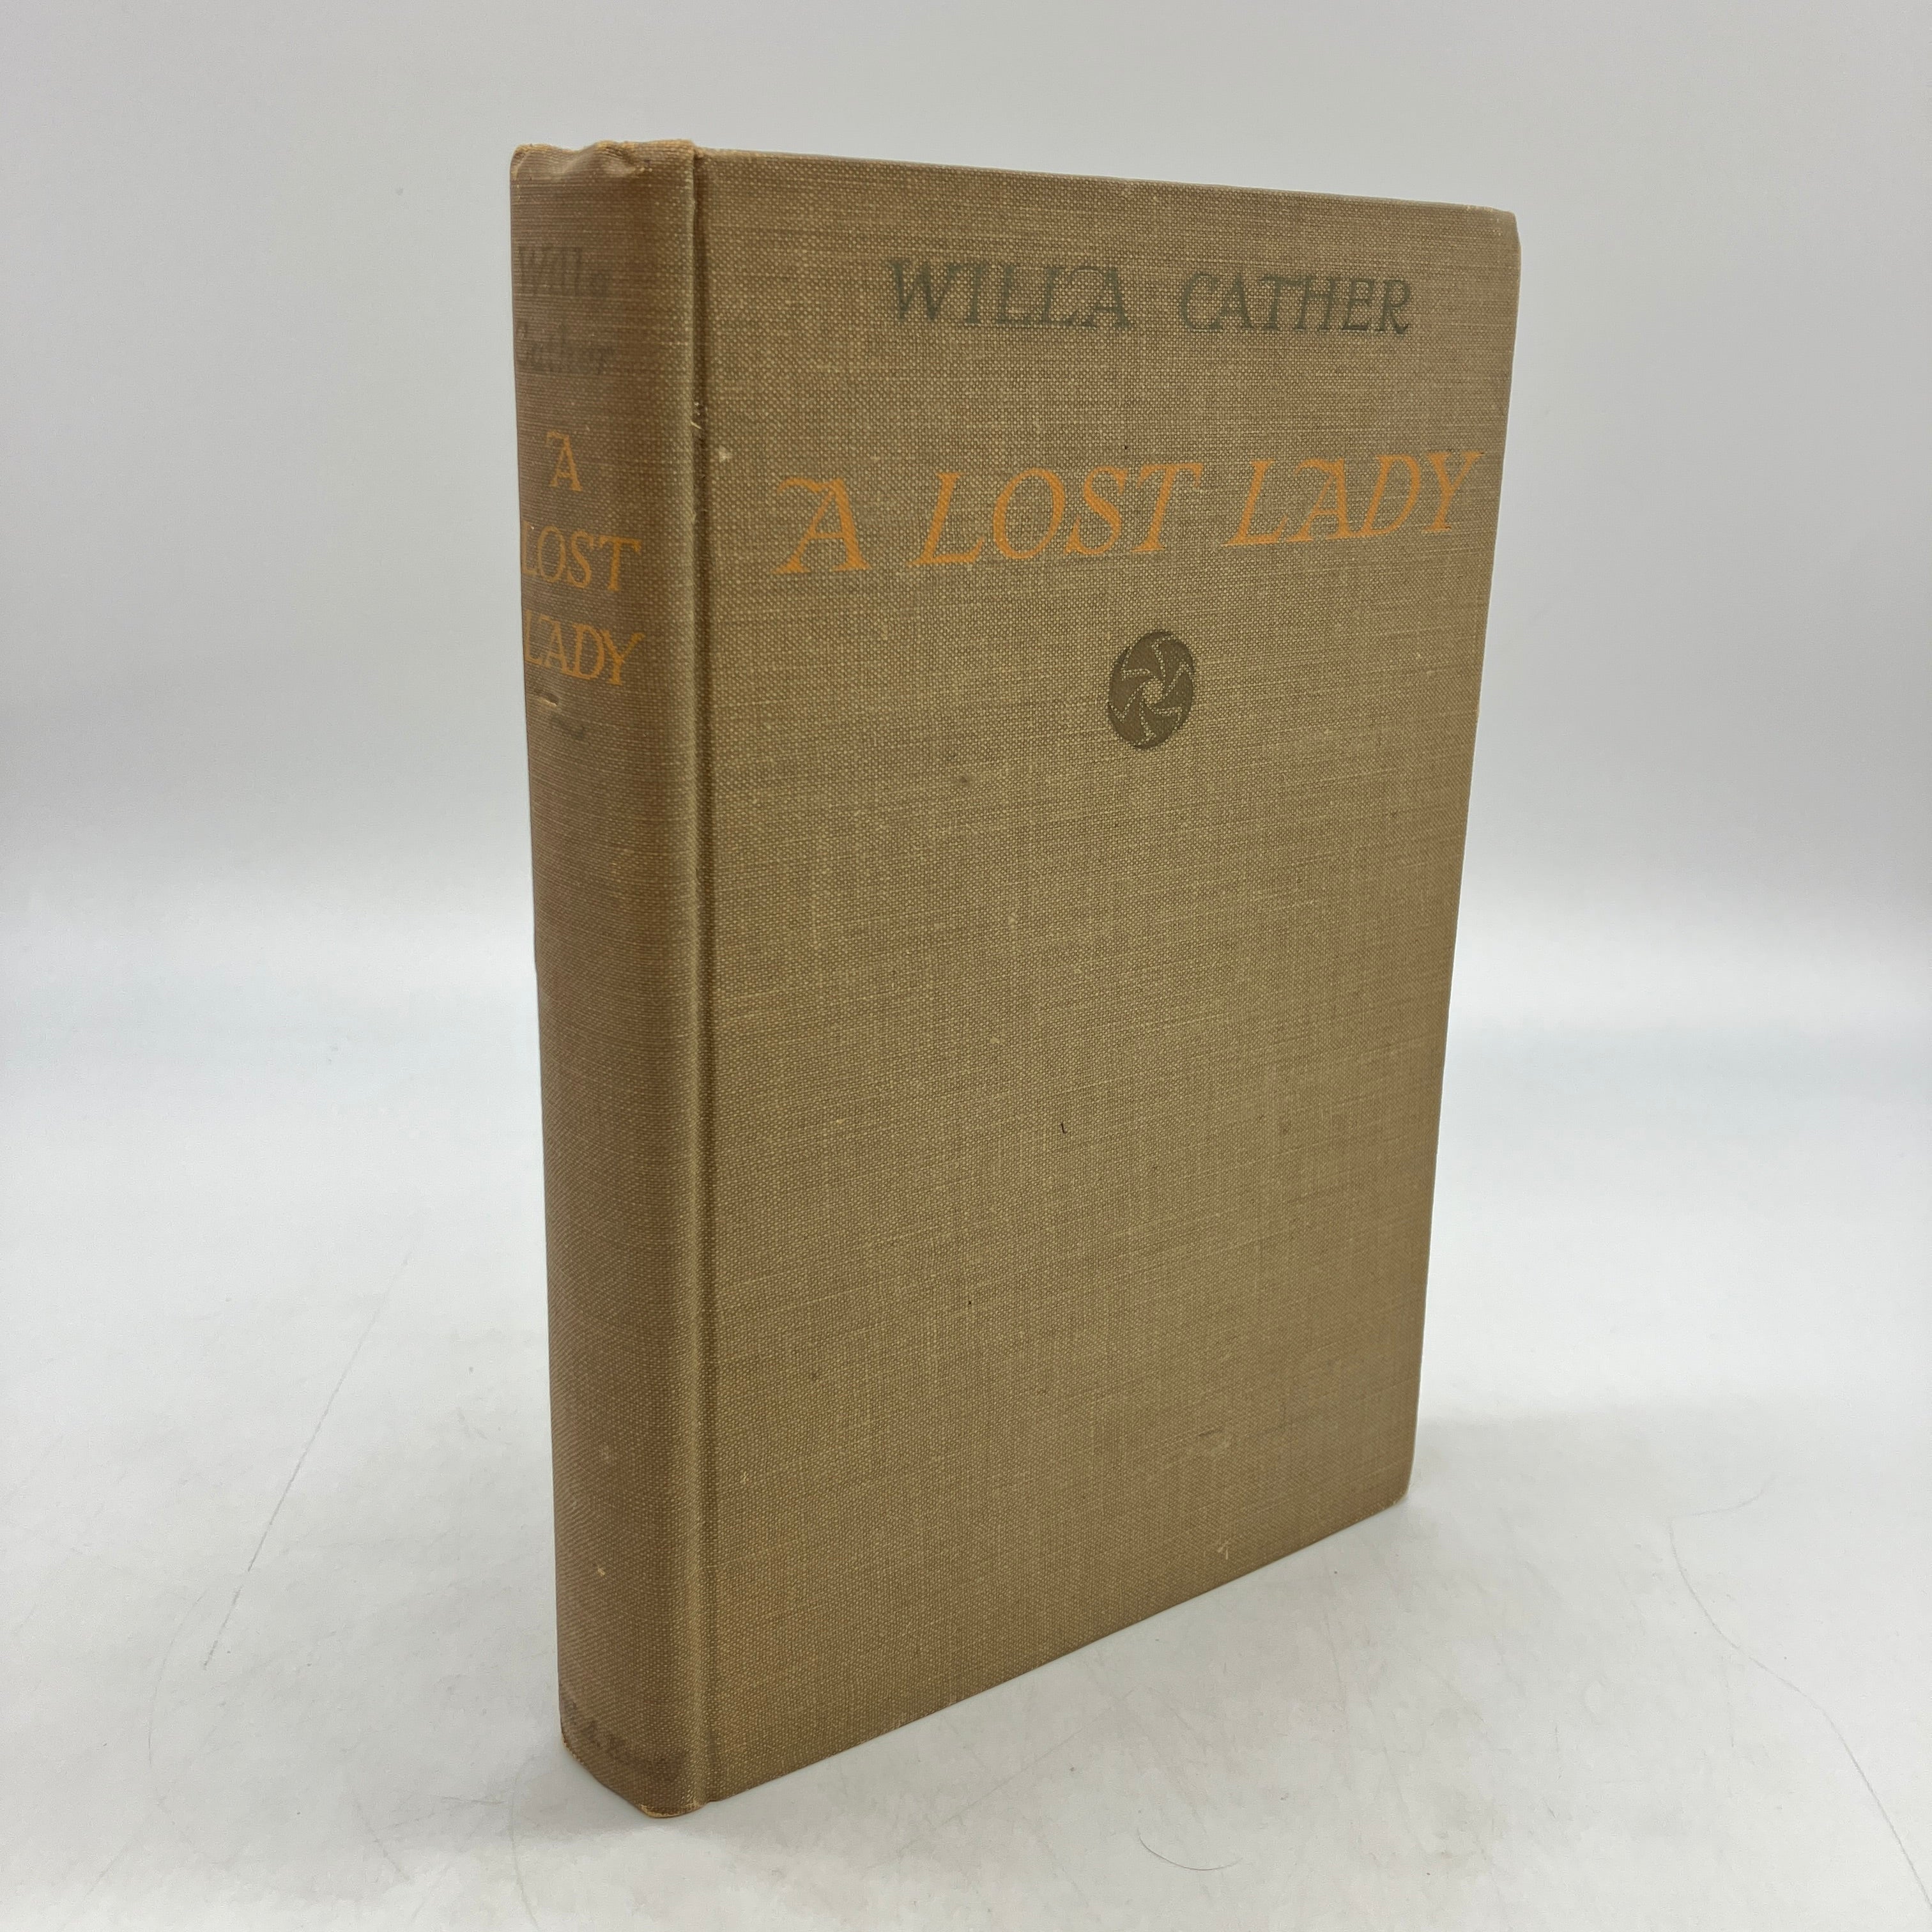 Willa
Cather
A
LOST
LADY
WILLA CATHER
A LOST LADY